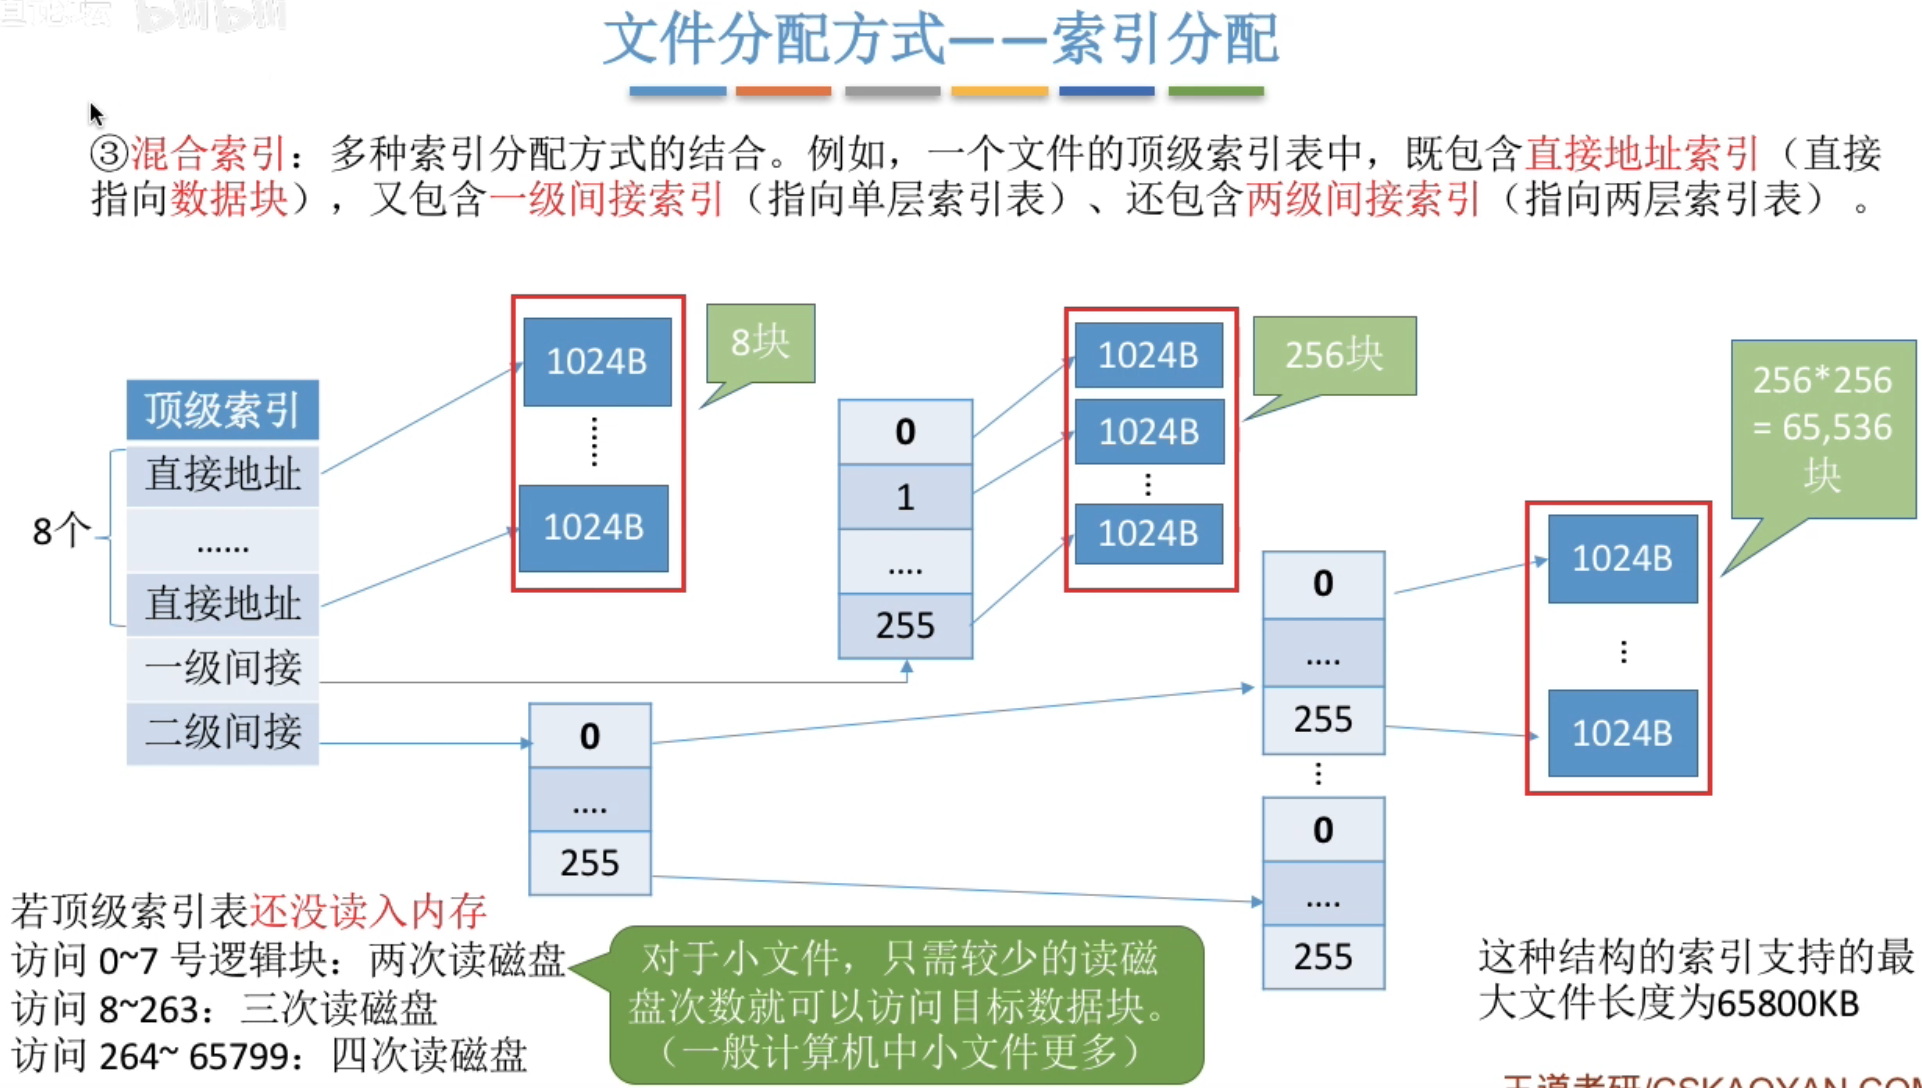 bilibili
文件分配方式——索引分配
③混合索引：多种索引分配方式的结合。例如，一个文件的顶级索引表中，既包含直接地址索引（直接
指向数据块），又包含一级间接索引（指向单层索引表）、还包含两级间接索引（指向两层索引表）。
顶级索引
直接地址
......
直接地址
一级间接
二级间接
8个
1024B
1024B
8块
0
1
....
255
1024B
1024B
1024B
256块
0
....
255
0
....
255
0
....
255
1024B
1024B
256*256
= 65,536
块
若顶级索引表还没读入内存
访问 0~7 号逻辑块：两次读磁盘
访问 8~263：三次读磁盘
访问 264~ 65799：四次读磁盘
对于小文件，只需较少的读磁
盘次数就可以访问目标数据块。
（一般计算机中小文件更多）
这种结构的索引支持的最
大文件长度为65800KB